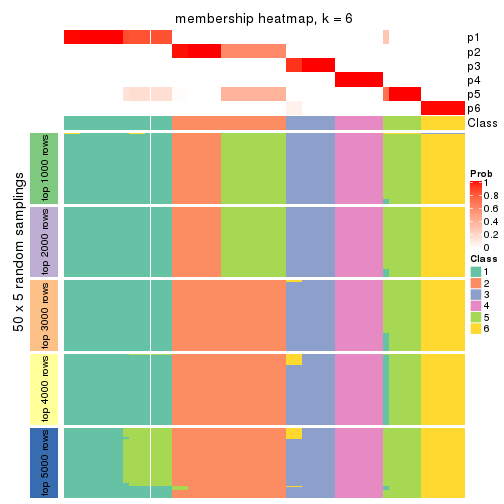 membership heatmap, k = 6
p1
p2
p3
p4
p5
p6
Class
50 x 5 random samplings
top 1000 rows
top 2000 rows
top 3000 rows
top 4000 rows
top 5000 rows
Prob
1
0.8
0.6
0.4
0.2
0
Class
1
2
3
4
5
6